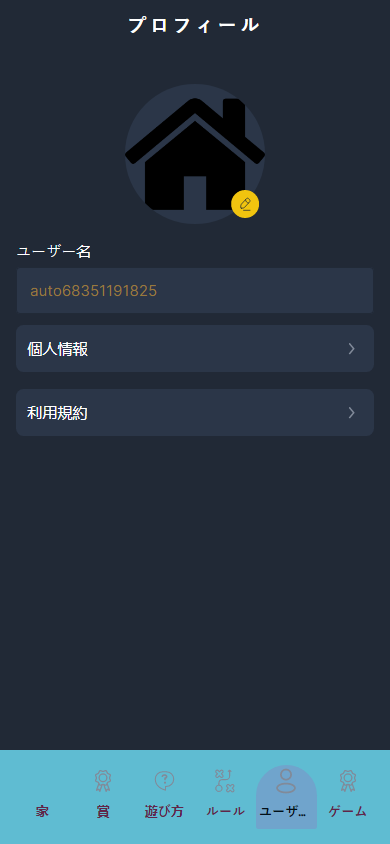 プロフィール
ユーザー名
auto68351191825
個人情報
利用規約
家
賞
遊び方
ルール
ユーザ...
ゲーム